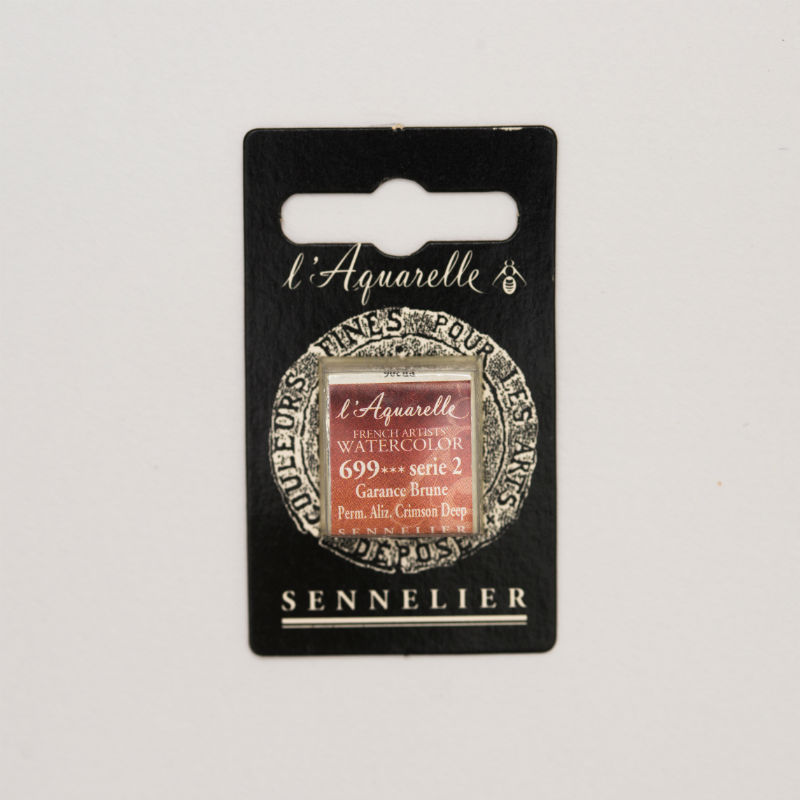 l'Aquarelle
COULEURS FINES POUR LES ARTS
DÉPOSÉ
l'Aquarelle
FRENCH ARTISTS'
WATERCOLOR
699*** serie 2
Garance Brune
Perm. Aliz. Crimson Deep
SENNELIER
SENNELIER